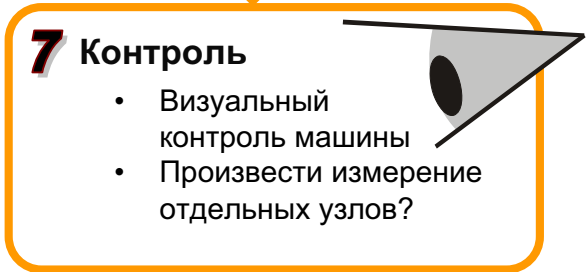 7 Контроль
• Визуальный
контроль машины
• Произвести измерение
отдельных узлов?